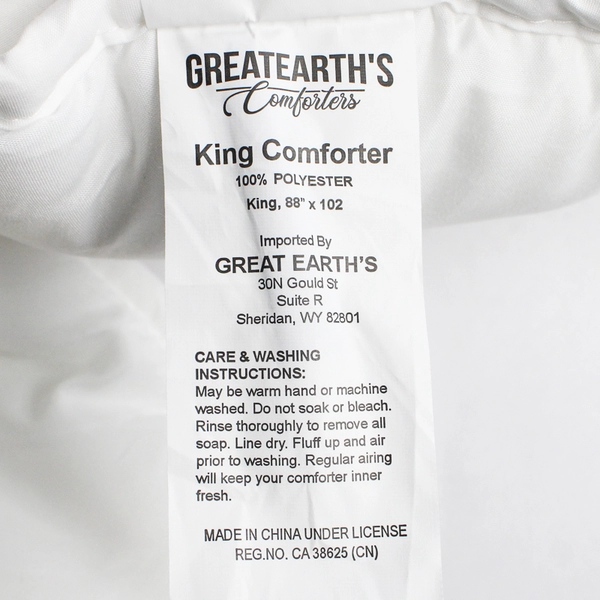 GREATEARTH'S
Comforters
King Comforter
100% POLYESTER
King, 88" x 102
Imported By
GREAT EARTH'S
30N Gould St
Suite R
Sheridan, WY 82801
CARE & WASHING
INSTRUCTIONS:
May be warm hand or machine
washed. Do not soak or bleach.
Rinse thoroughly to remove all
soap. Line dry. Fluff up and air
prior to washing. Regular airing
will keep your comforter inner
fresh.
MADE IN CHINA UNDER LICENSE
REG.NO. CA 38625 (CN)